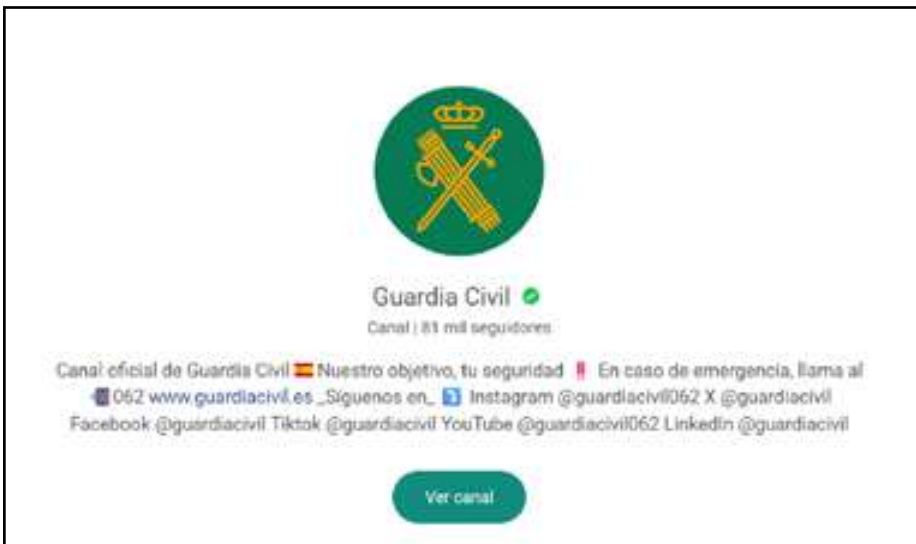 Guardia Civil
Canal | 81 mil seguidores
Canal oficial de Guardia Civil 🇪🇸 Nuestro objetivo, tu seguridad ‼️ En caso de emergencia, llama al
📲062 www.guardiacivil.es _Síguenos en_ ⤵️ Instagram @guardiacivil062 X @guardiacivil
Facebook @guardiacivil Tiktok @guardiacivil YouTube @guardiacivil062 LinkedIn @guardiacivil
Ver canal